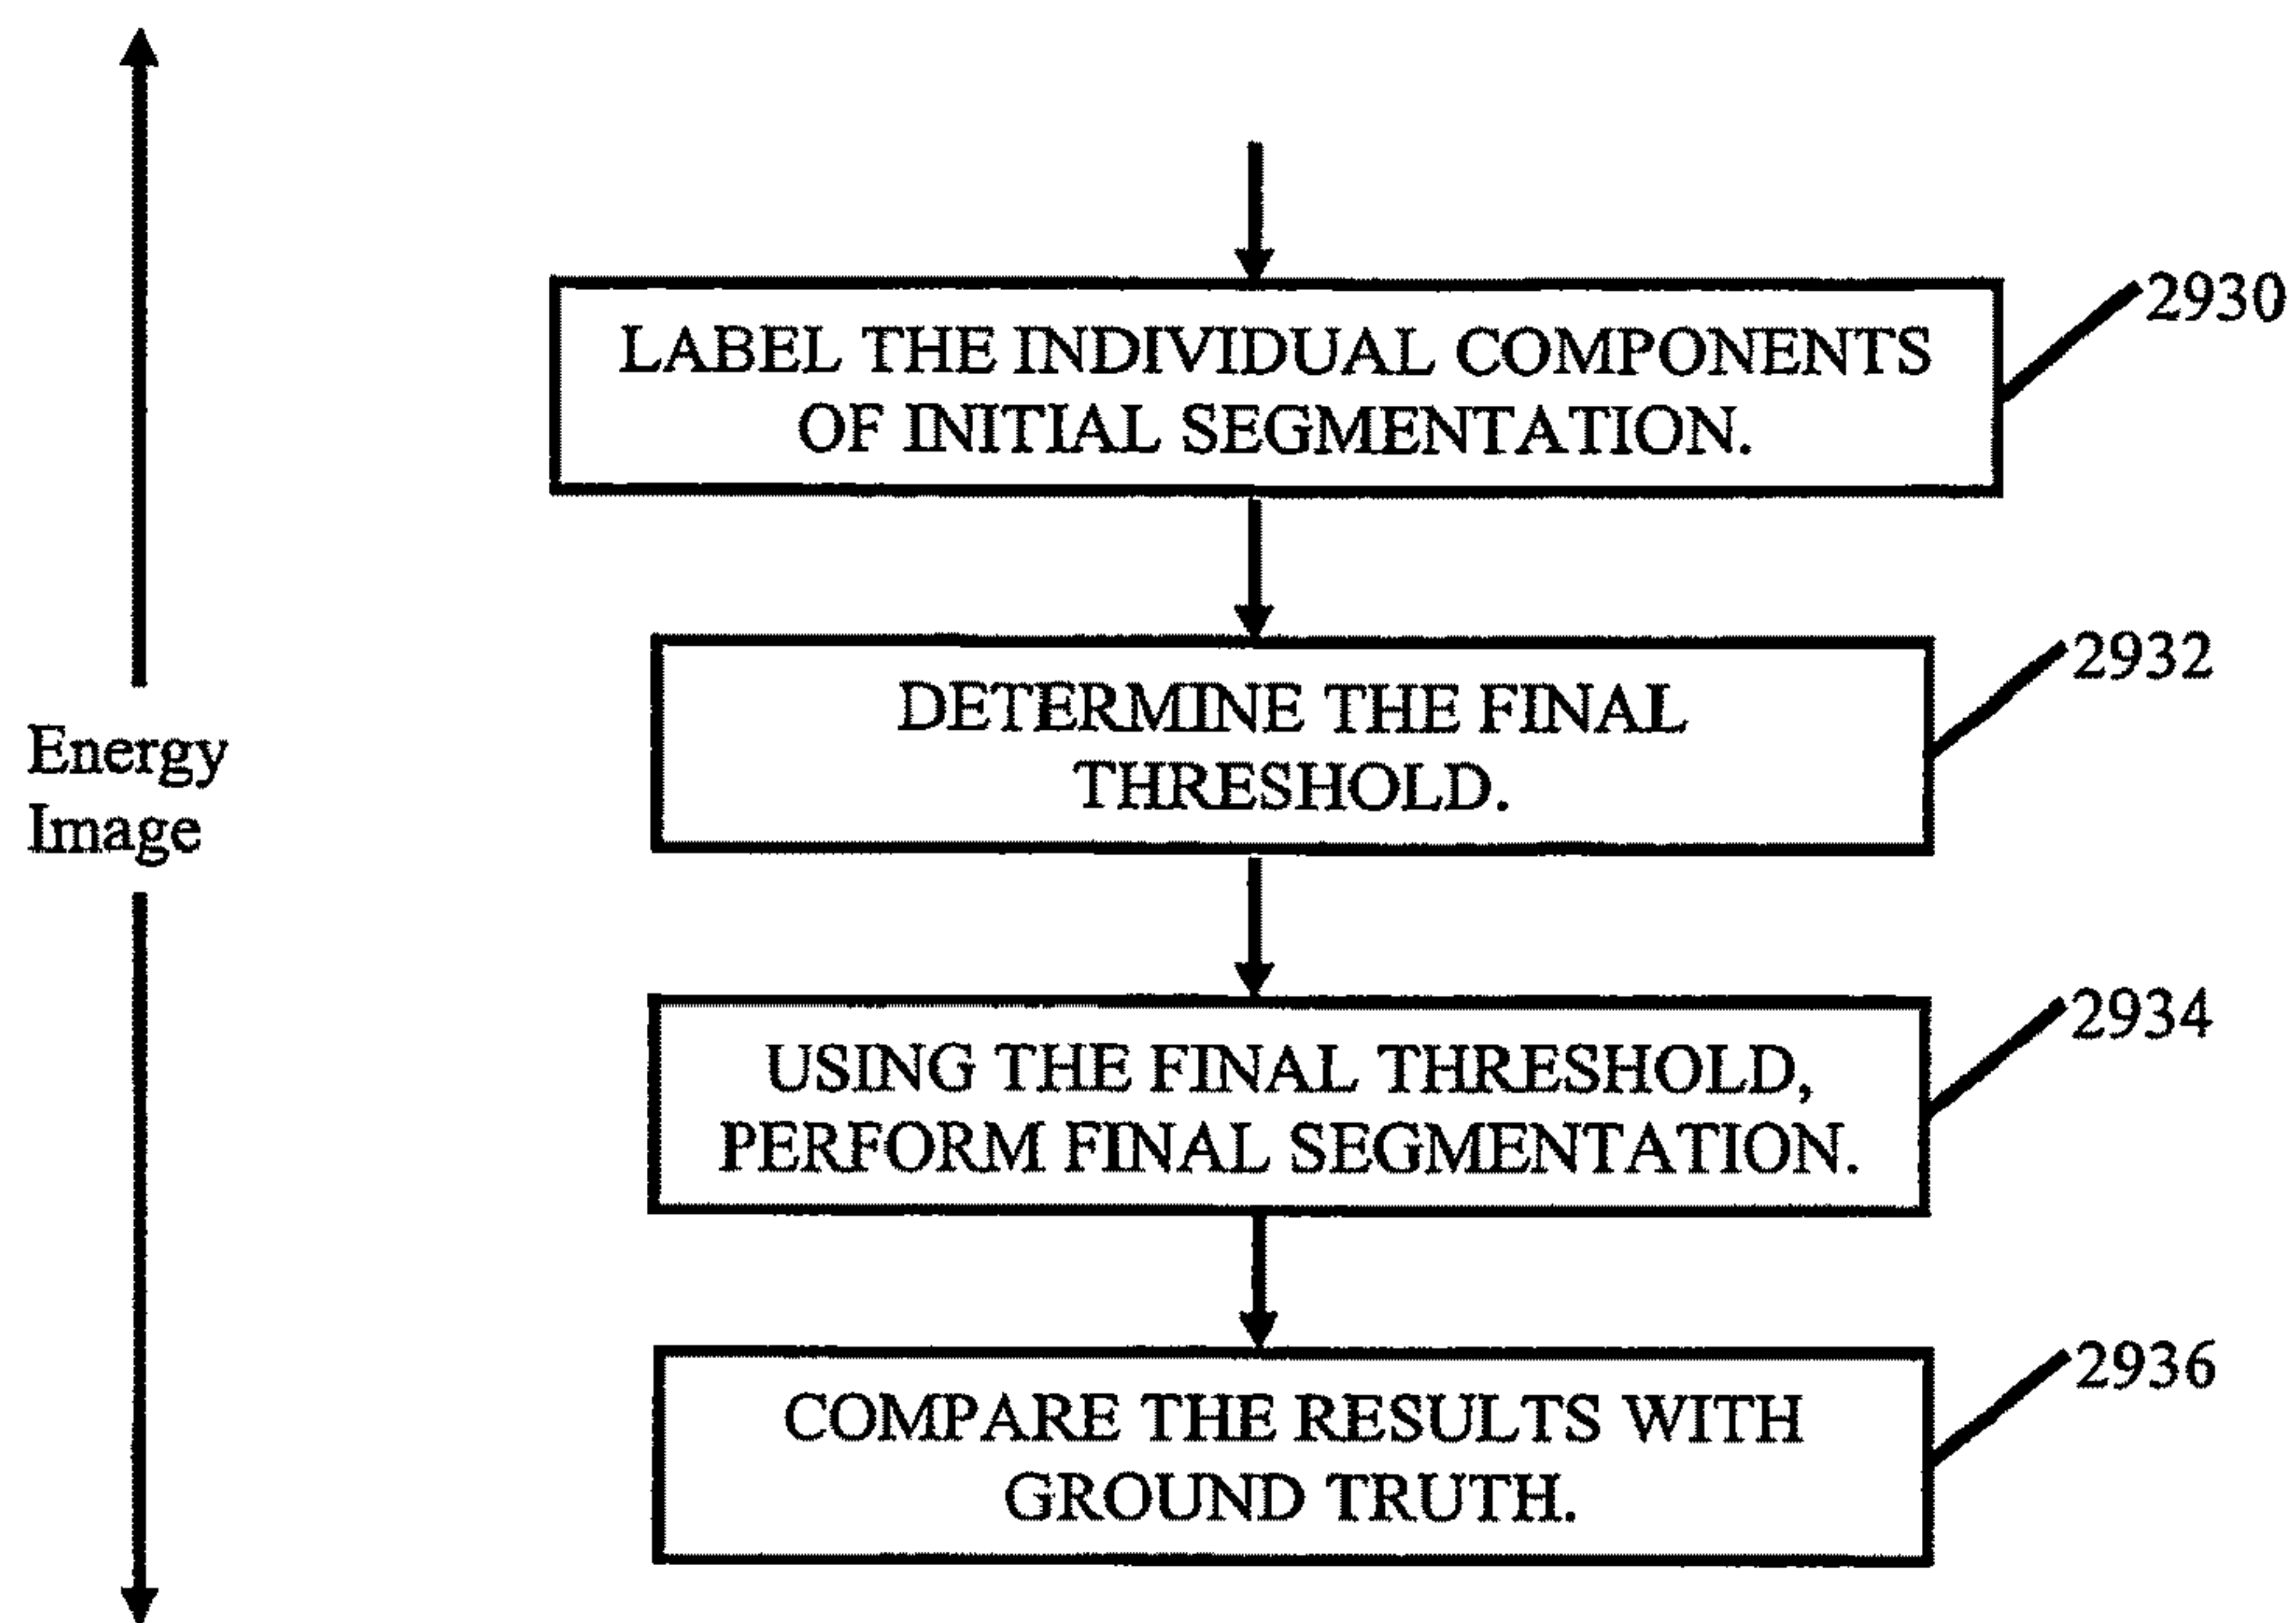 2930
LABEL THE INDIVIDUAL COMPONENTS
OF INITIAL SEGMENTATION.
2932
DETERMINE THE FINAL
THRESHOLD.
Energy
Image
2934
USING THE FINAL THRESHOLD,
PERFORM FINAL SEGMENTATION.
2936
COMPARE THE RESULTS WITH
GROUND TRUTH.